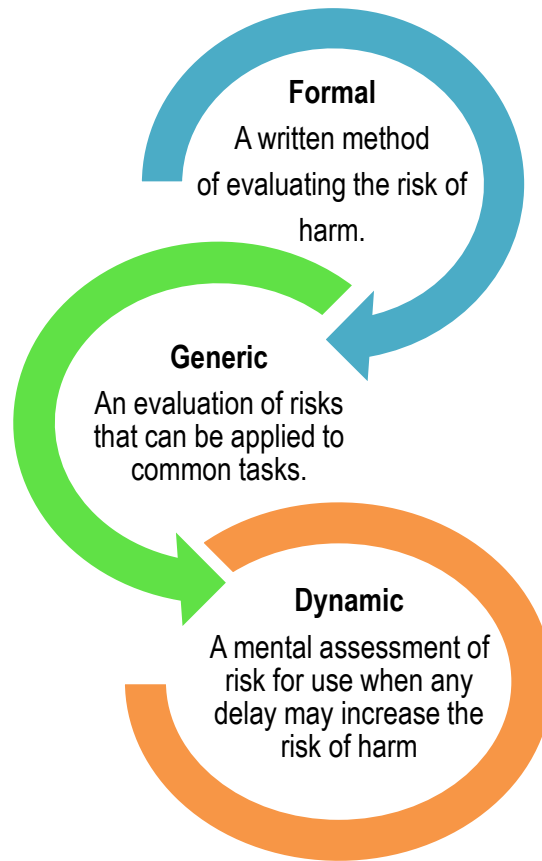 Formal
A written method
of evaluating the risk of
harm.
Generic
An evaluation of risks
that can be applied to
common tasks.
Dynamic
A mental assessment of
risk for use when any
delay may increase the
risk of harm